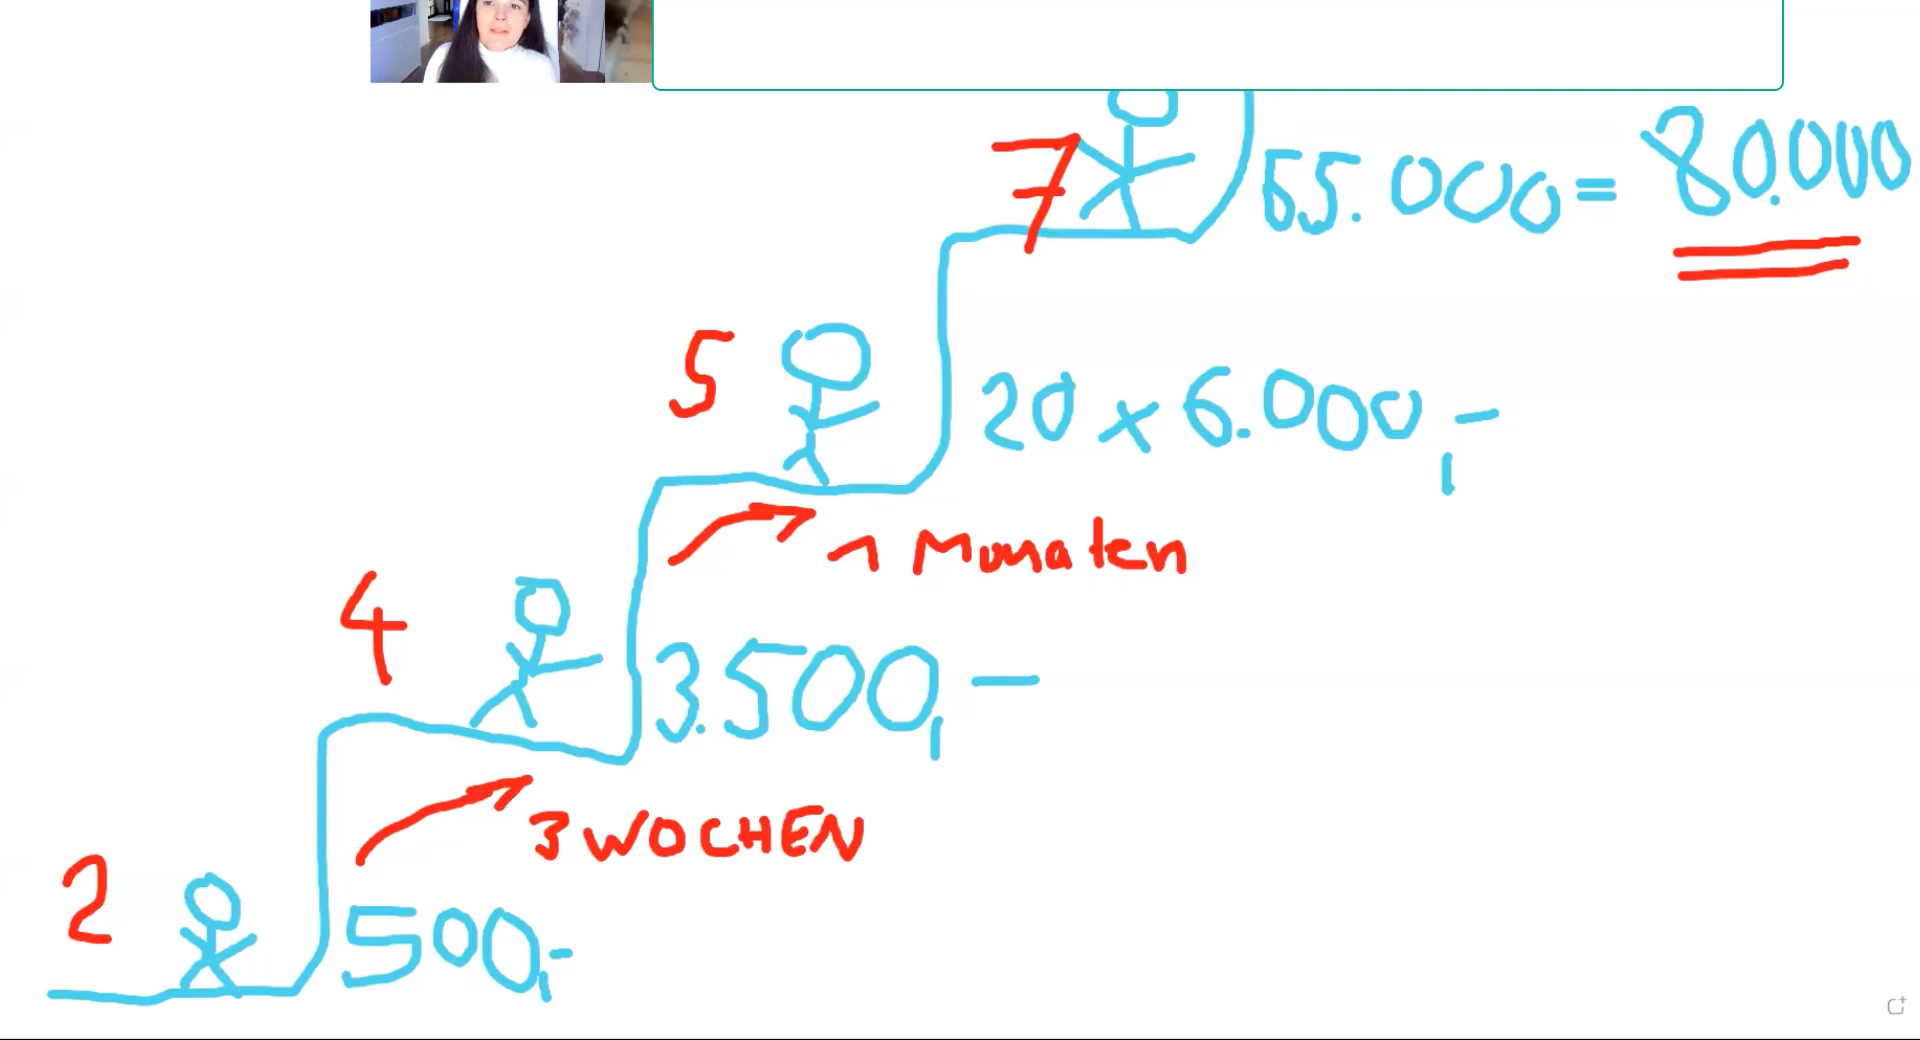 7 65.000 = 80.000
5
20 x 6.000,-
1 Monaten
4
3.500,-
3 WOCHEN
2
500,-